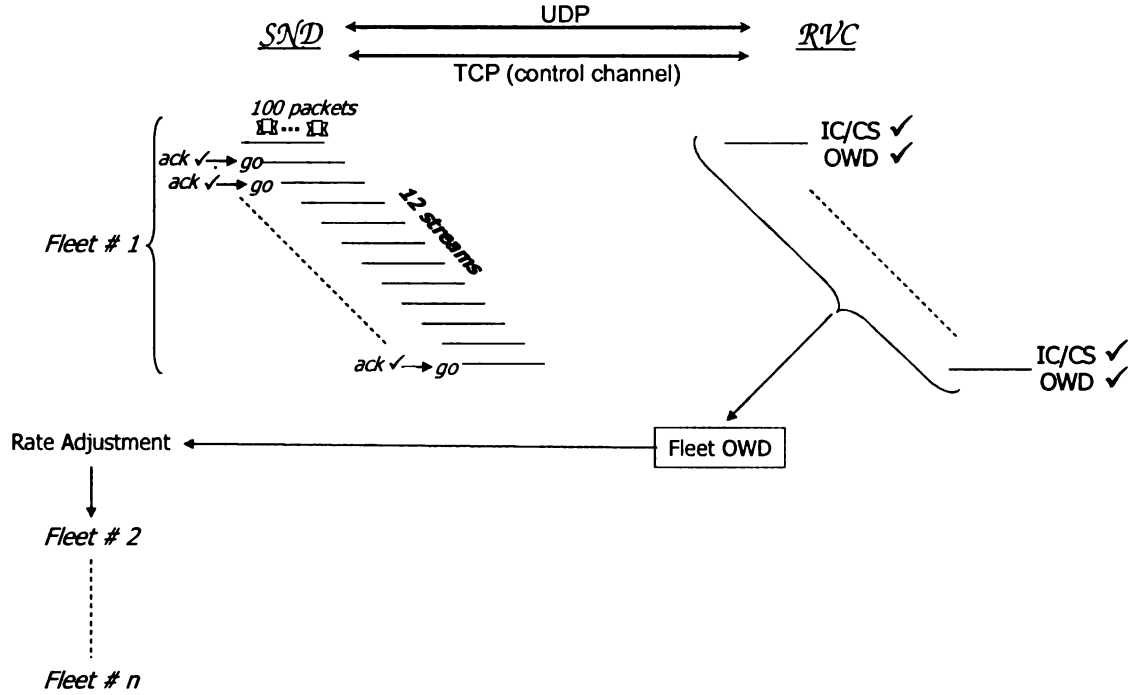 UDP
SND
RVC
TCP (control channel)
100 packets
...
IC/CS ✓
OWD ✓
ack ✓ go
ack ✓ go
12 streams
Fleet # 1
ack ✓ go
IC/CS ✓
OWD ✓
Rate Adjustment
Fleet OWD
Fleet # 2
Fleet # n